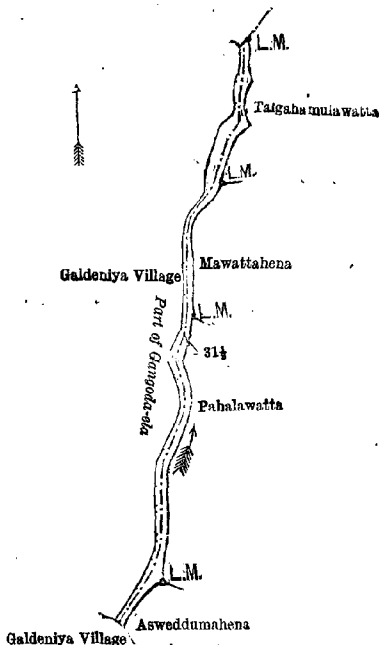 L.M.
Talgahamulawatta
L.M.
Mawattahena
Galdeniya Village
L.M.
Part of Gangoda-ela
31½
Pahalawatta
L.M.
Asweddumahena
Galdeniya Village